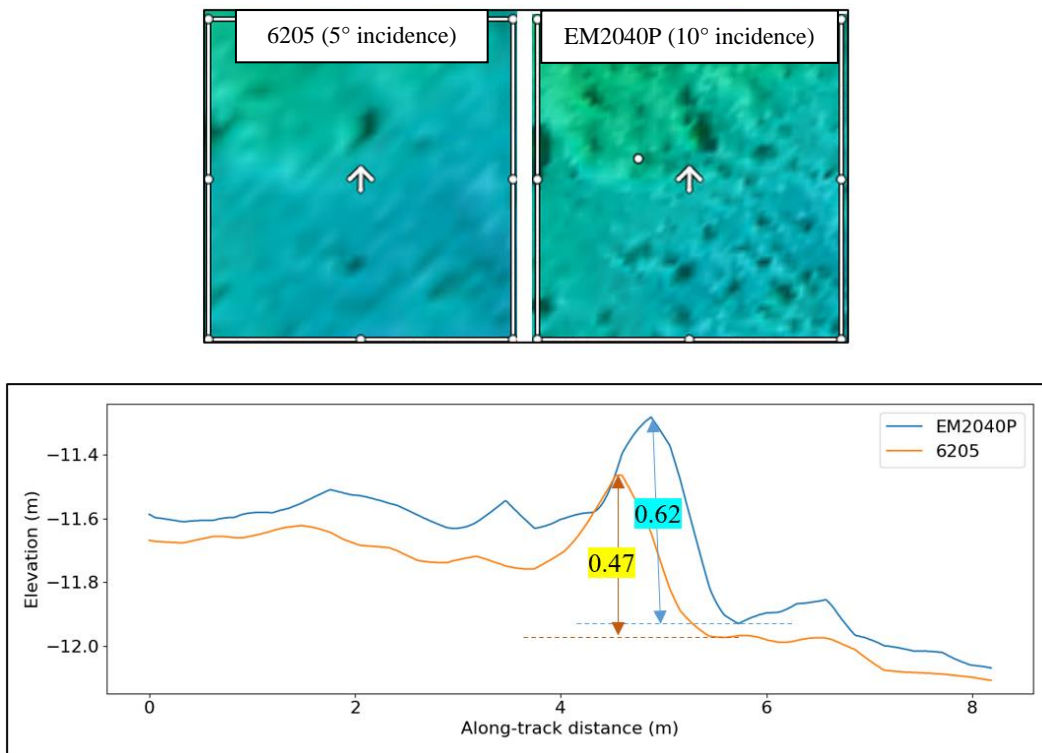 6205 (5° incidence)
EM2040P (10° incidence)
EM2040P
6205
−11.4
−11.6
−11.8
−12.0
0.62
0.47
Elevation (m)
0
2
4
6
8
Along-track distance (m)